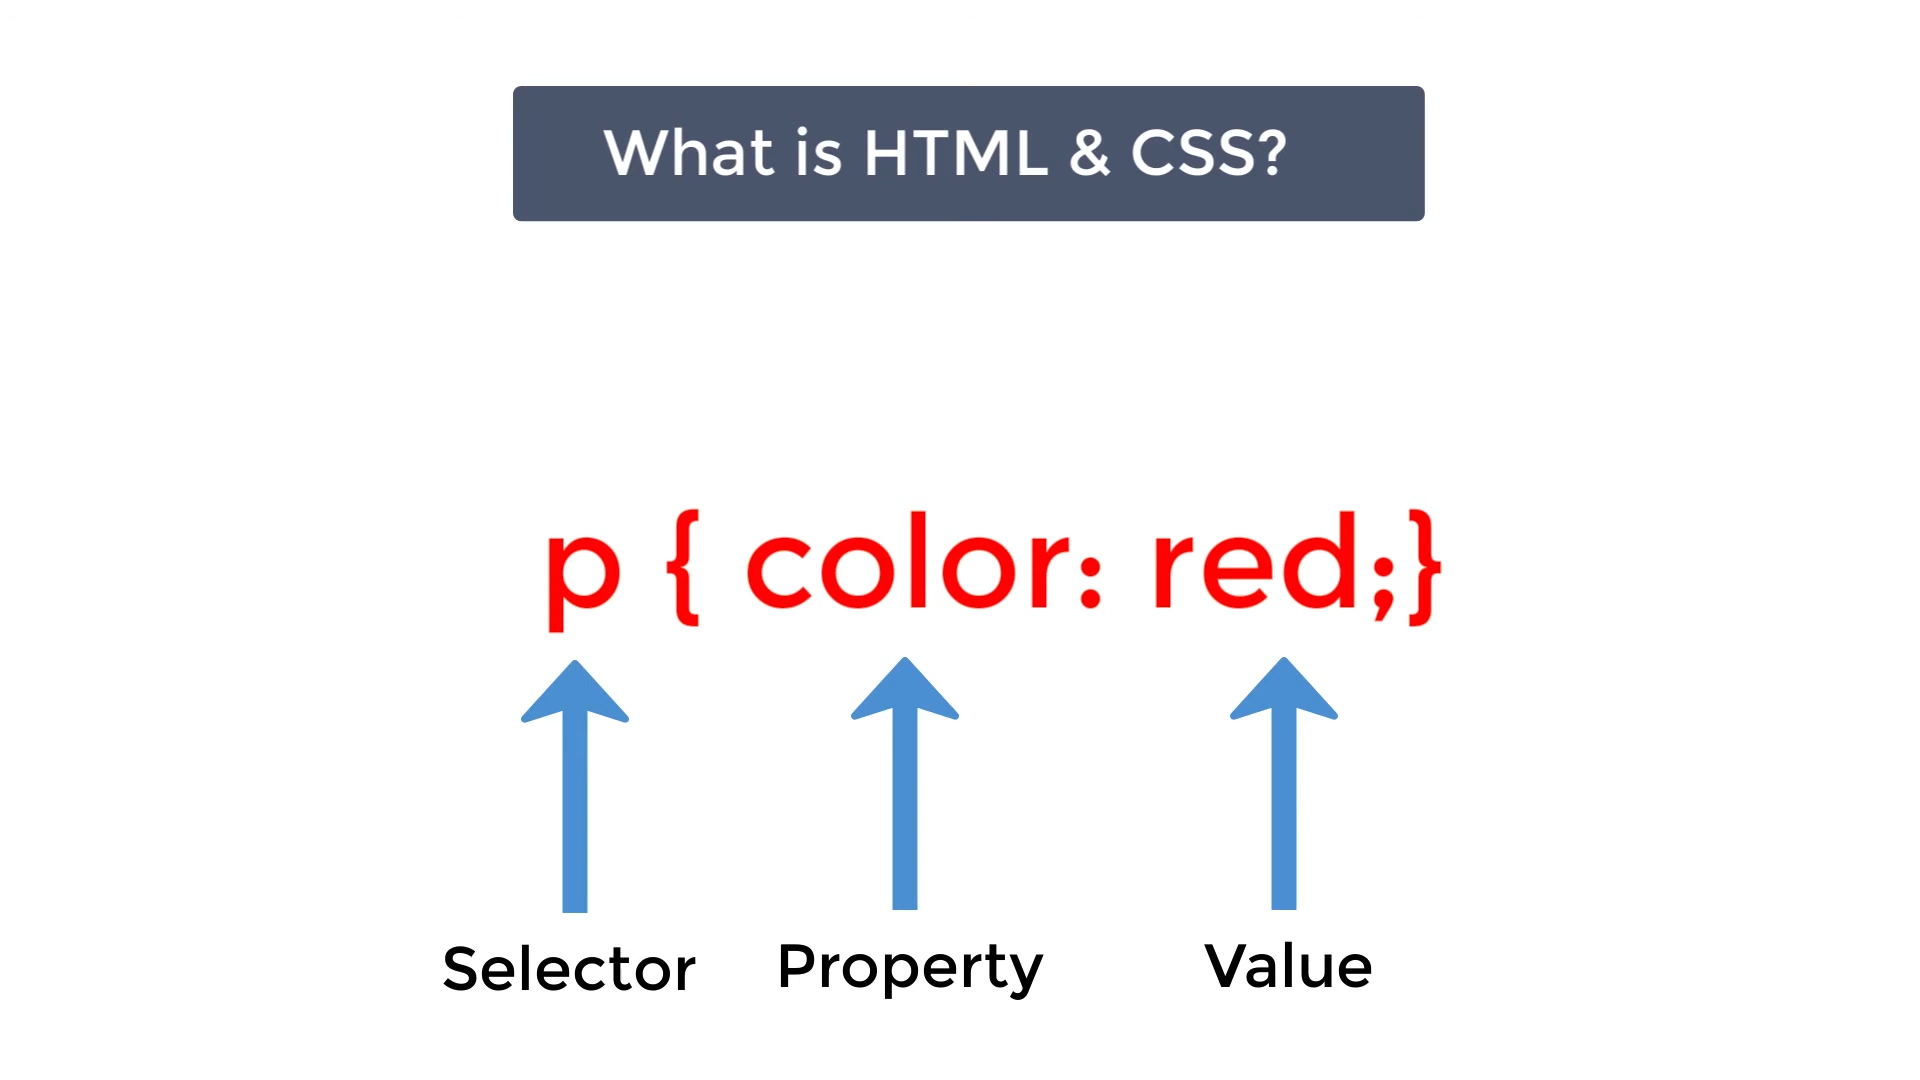 What is HTML & CSS?
p { color: red;}
Selector Property Value